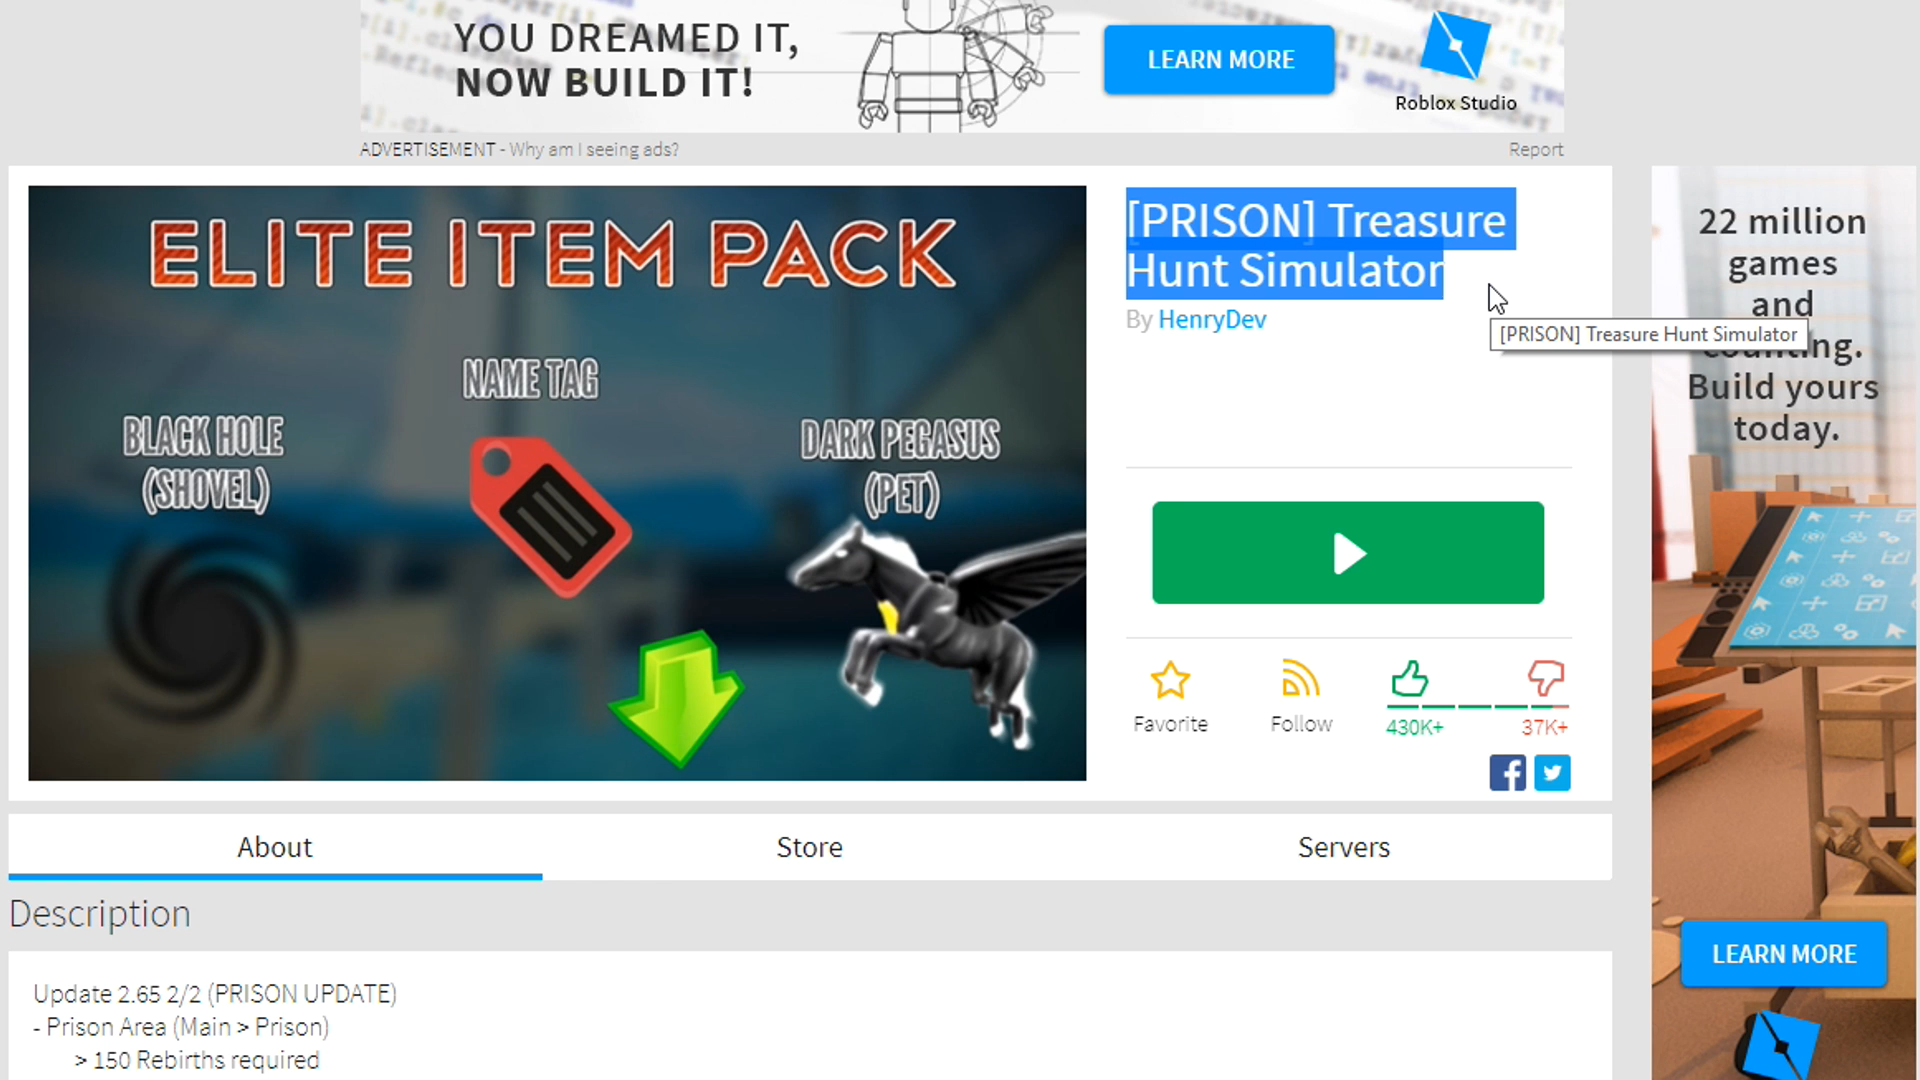 YOU DREAMED IT,
NOW BUILD IT!
LEARN MORE
Roblox Studio
ADVERTISEMENT - Why am I seeing ads?
Report
ELITE ITEM PACK
NAME TAG
BLACK HOLE
(SHOVEL)
DARK PEGASUS
(PET)
[PRISON] Treasure
Hunt Simulator
By HenryDev
[PRISON] Treasure Hunt Simulator
Favorite
Follow
430K+
37K+
22 million
games
and
counting.
Build yours
today.
LEARN MORE
About
Store
Servers
Description
Update 2.65 2/2 (PRISON UPDATE)
- Prison Area (Main > Prison)
> 150 Rebirths required